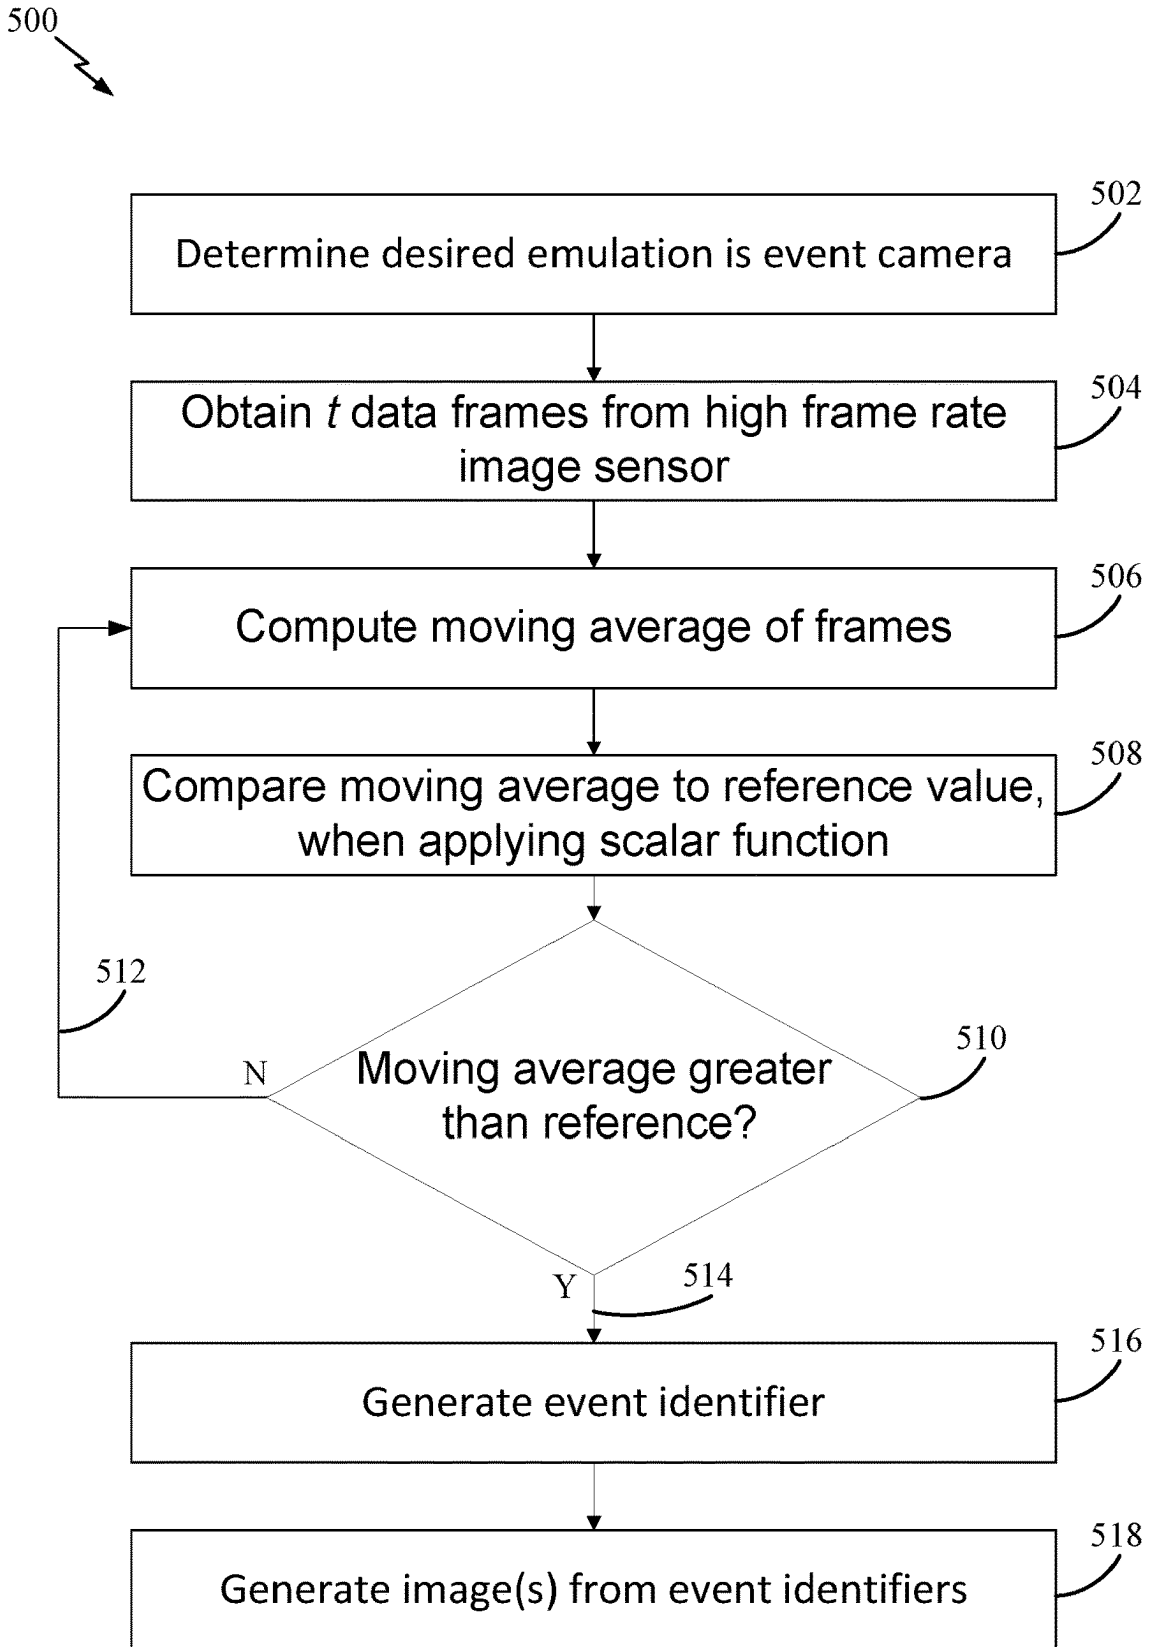 500
502
Determine desired emulation is event camera
504
Obtain t data frames from high frame rate
image sensor
506
Compute moving average of frames
508
Compare moving average to reference value,
when applying scalar function
512
510
N
Moving average greater
than reference?
Y
514
516
Generate event identifier
518
Generate image(s) from event identifiers